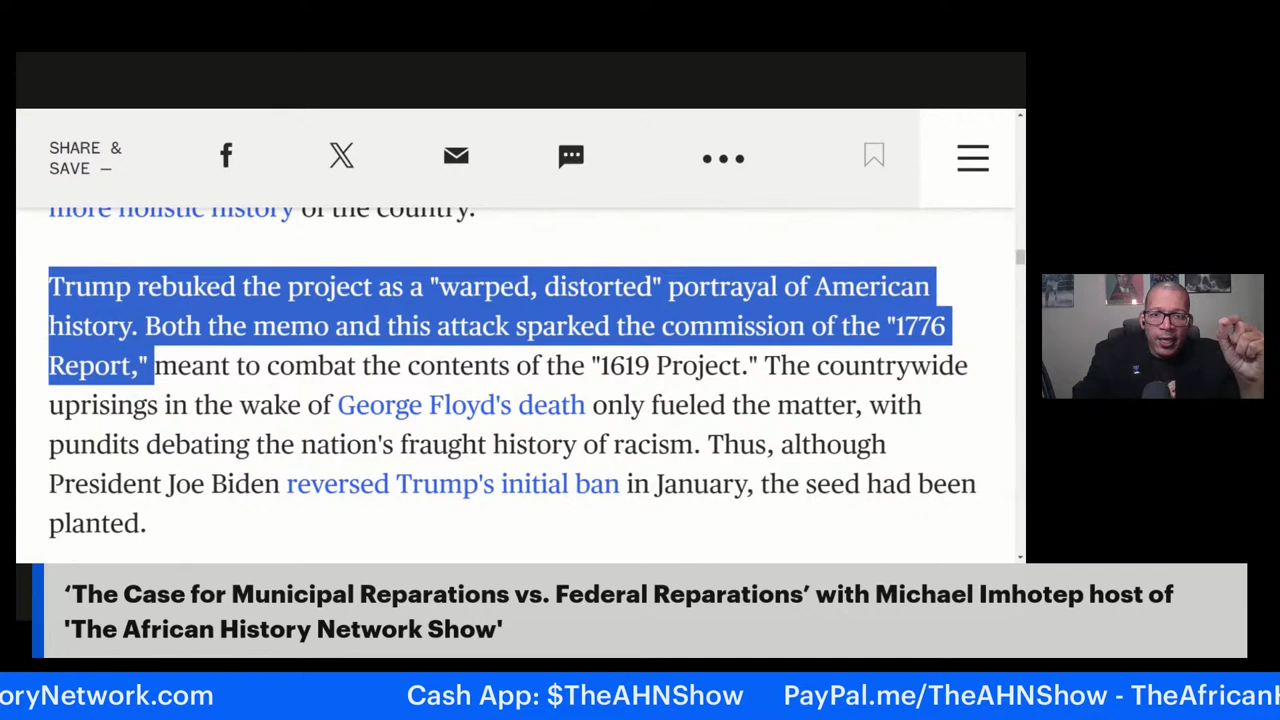 SHARE &
SAVE —
more holistic history of the country.
Trump rebuked the project as a "warped, distorted" portrayal of American
history. Both the memo and this attack sparked the commission of the "1776
Report," meant to combat the contents of the "1619 Project." The countrywide
uprisings in the wake of George Floyd's death only fueled the matter, with
pundits debating the nation's fraught history of racism. Thus, although
President Joe Biden reversed Trump's initial ban in January, the seed had been
planted.
‘The Case for Municipal Reparations vs. Federal Reparations’ with Michael Imhotep host of
'The African History Network Show'
oryNetwork.com Cash App: $TheAHNShow PayPal.me/TheAHNShow - TheAfricanH